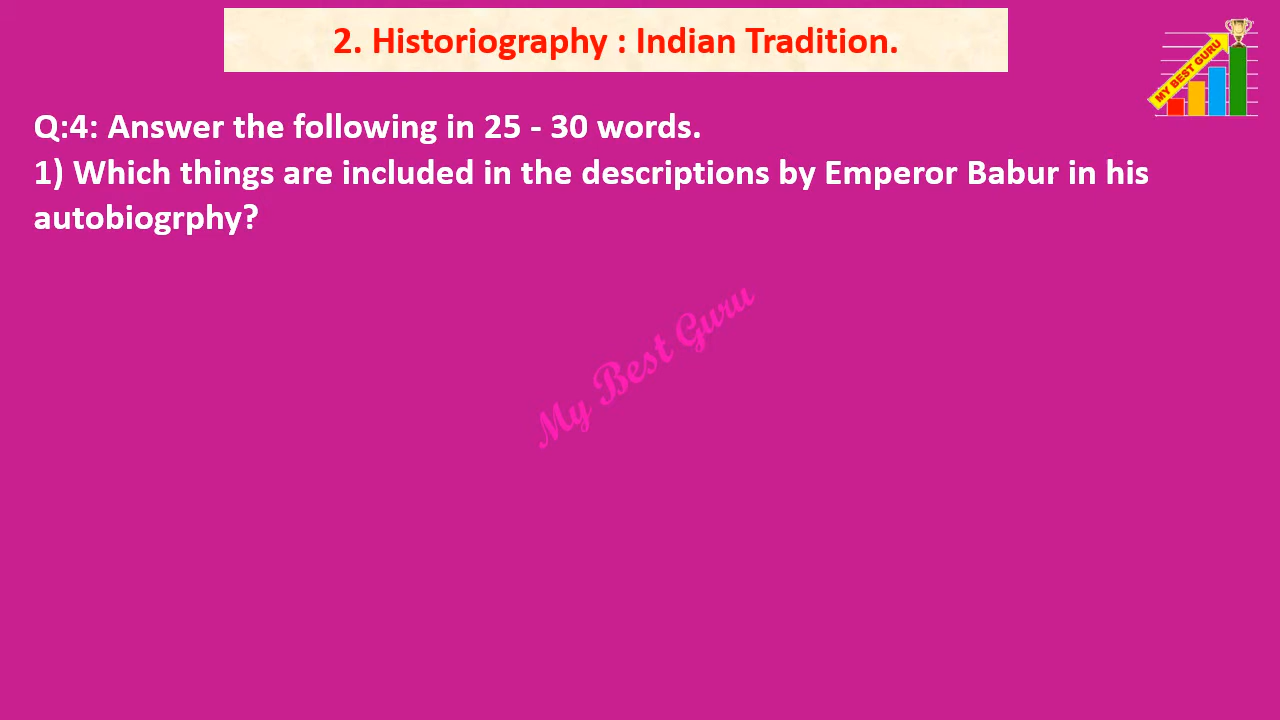 2. Historiography : Indian Tradition.
MY BEST GURU
Q:4: Answer the following in 25 - 30 words.
1) Which things are included in the descriptions by Emperor Babur in his
autobiogrphy?
My Best Guru